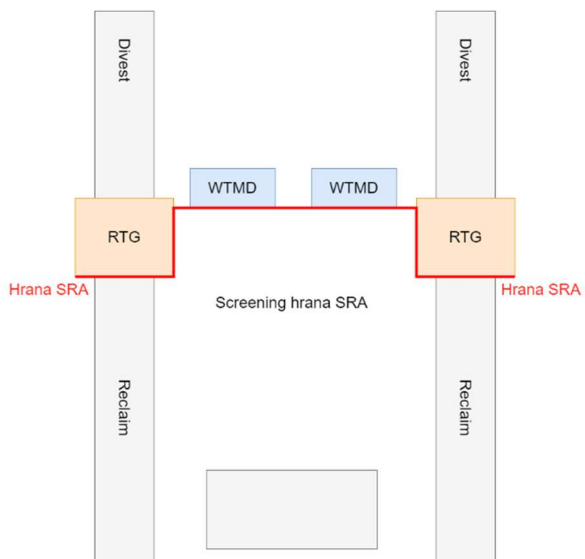 Divest
Divest
WTMD
WTMD
RTG
RTG
Hrana SRA
Hrana SRA
Screening hrana SRA
Reclaim
Reclaim